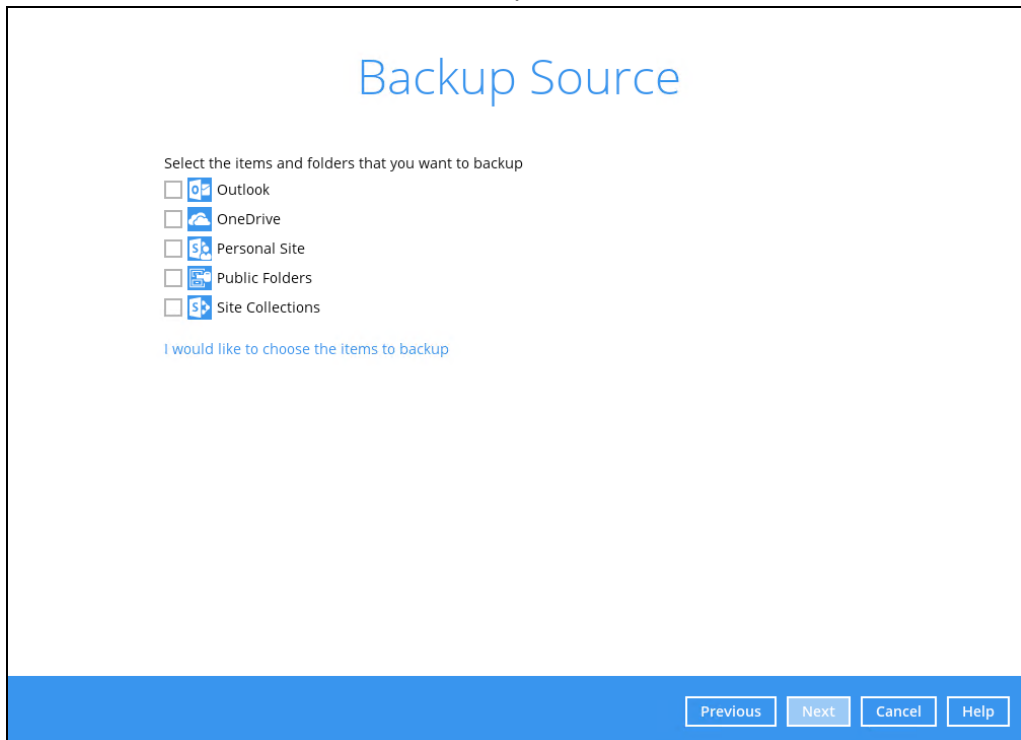 Backup Source
Select the items and folders that you want to backup
Outlook
OneDrive
Personal Site
Public Folders
Site Collections
I would like to choose the items to backup
Previous Next Cancel Help